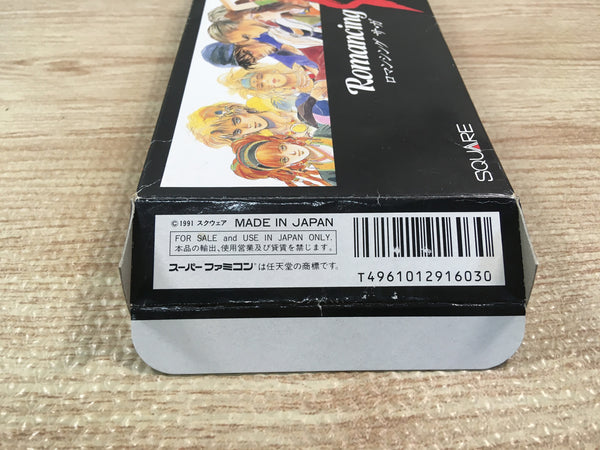 Romancing
ロマンシング サ・ガ
SQUARE
©1991 スクウェア MADE IN JAPAN
FOR SALE and USE IN JAPAN ONLY.
本品の輸出、使用営業及び賃貸を禁じます。
スーパーファミコン®は任天堂の商標です。
T4961012916030